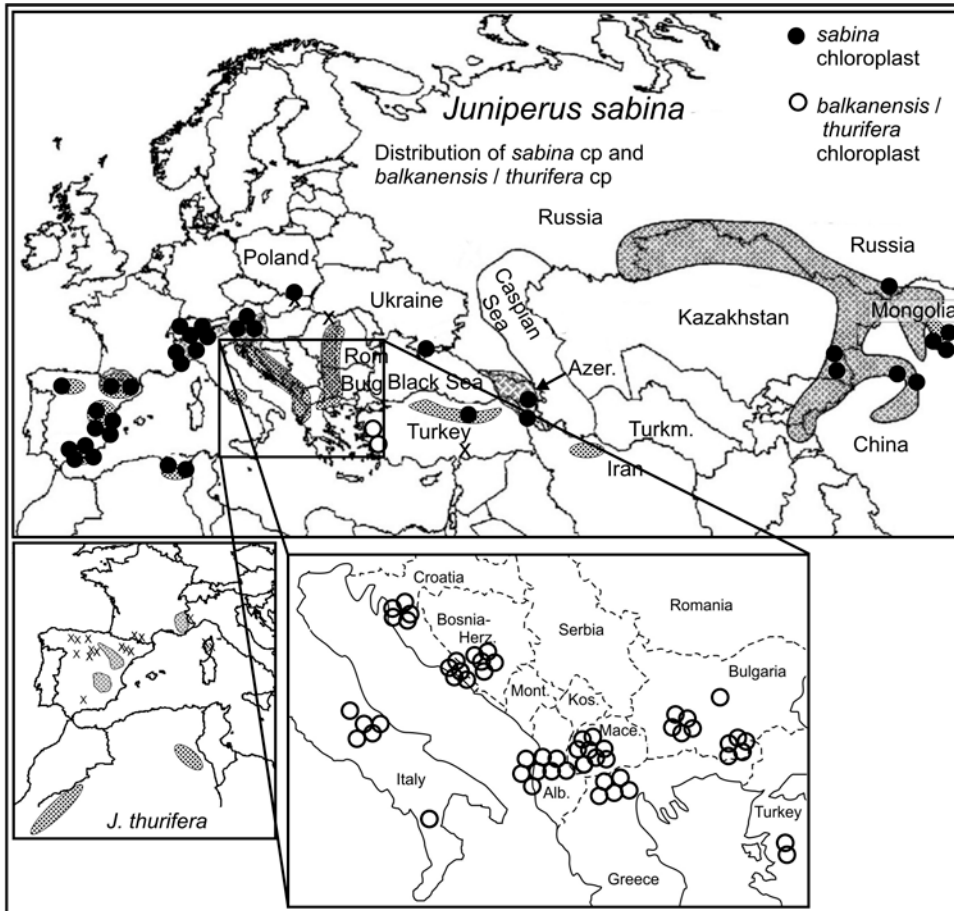 Juniperus sabina
Distribution of sabina cp and
balkanensis / thurifera cp
sabina
chloroplast
balkanensis /
thurifera
chloroplast
Russia
Russia
Poland
Ukraine
Caspian
Sea
Kazakhstan
Mongolia
Rom
Bulg
Black Sea
Azer.
Turkey
Turkm.
Iran
China
X
X
X
J. thurifera
Croatia
Bosnia-
Herz.
Serbia
Romania
Mont.
Kos.
Bulgaria
Mace.
Italy
Alb.
Turkey
Greece